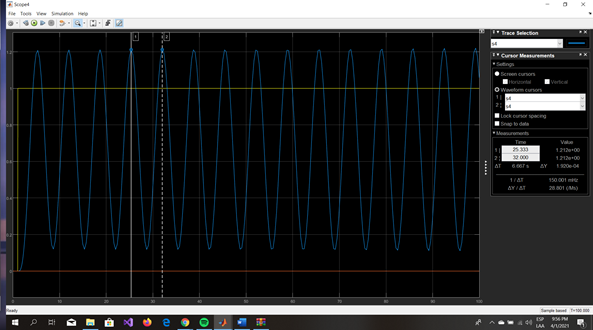 Scope4
File Tools View Simulation Help
1 2
1.2
1
0.8
0.6
0.4
0.2
0
0 10 20 30 40 50 60 70 80 90 100
Ready
Sample based T=100.000
Trace Selection
s4
Cursor Measurements
Settings
Screen cursors
Horizontal Vertical
Waveform cursors
1 | s4
2 | s4
Lock cursor spacing
Snap to data
Measurements
Time Value
1 | 25.333 1.212e+00
2 | 32.000 1.212e+00
ΔT 6.667 s ΔY 1.920e-04
1 / ΔT 150.001 mHz
ΔY / ΔT 28.801 (/Ms)
ESP
EAA
9:56 PM
4/1/2021